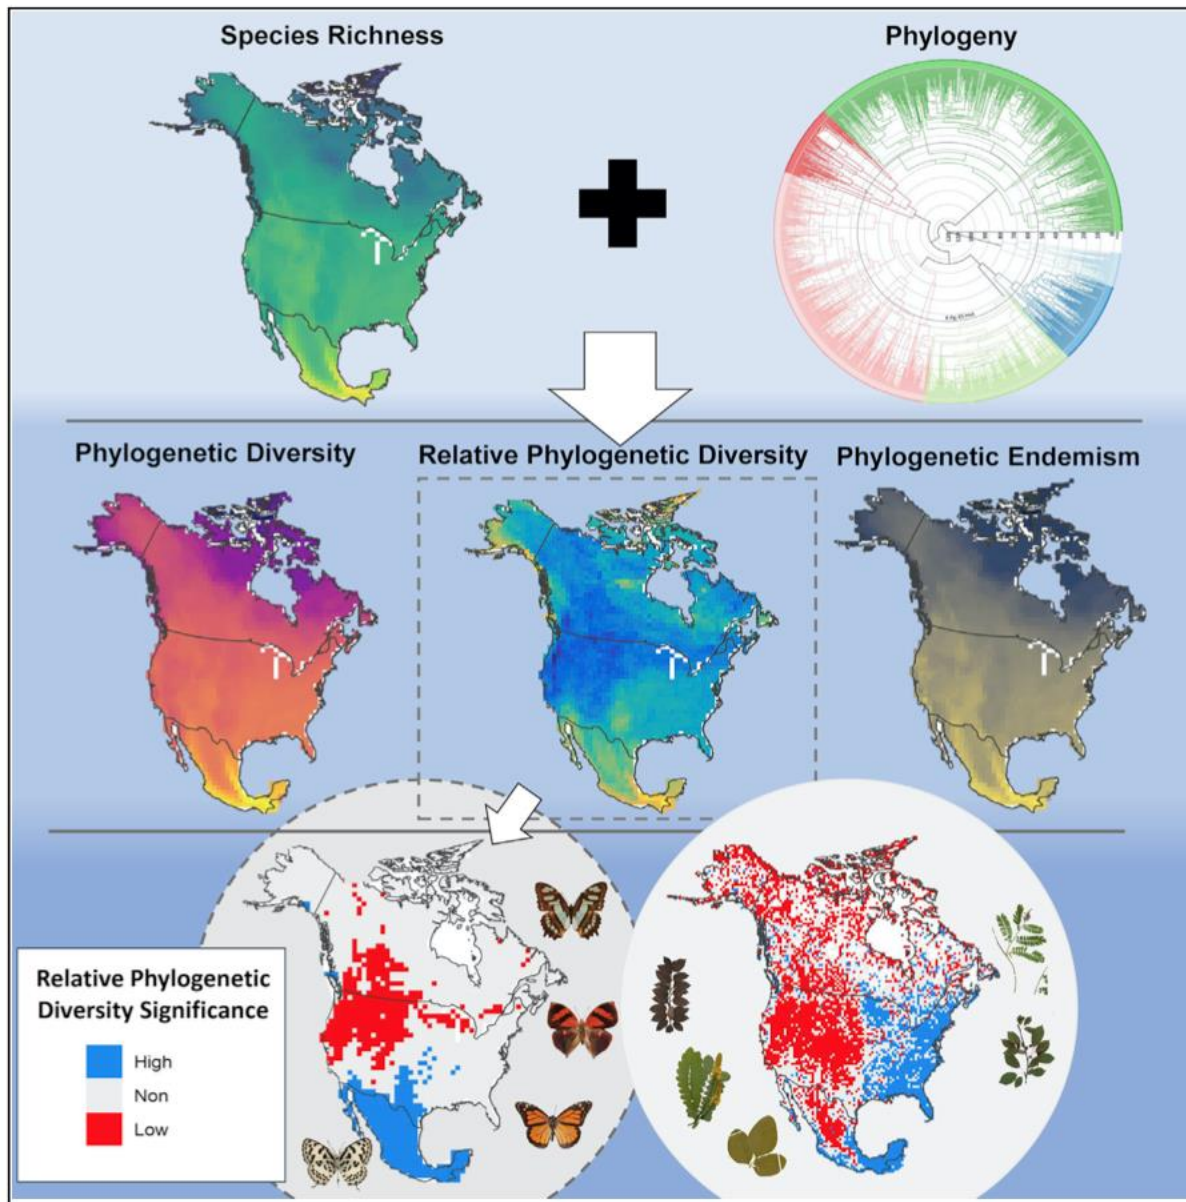 Species Richness
Phylogeny
Phylogenetic Diversity
Relative Phylogenetic Diversity
Phylogenetic Endemism
Relative Phylogenetic
Diversity Significance
High
Non
Low